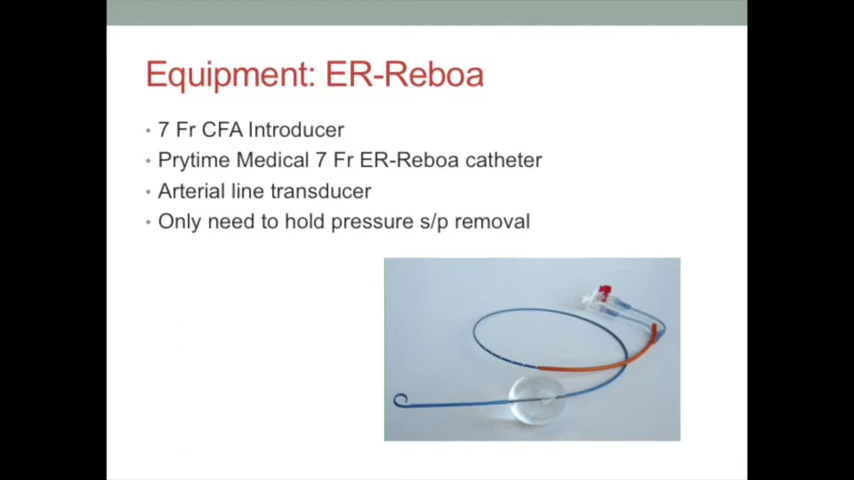 Equipment: ER-Reboa
• 7 Fr CFA Introducer
• Prytime Medical 7 Fr ER-Reboa catheter
• Arterial line transducer
• Only need to hold pressure s/p removal